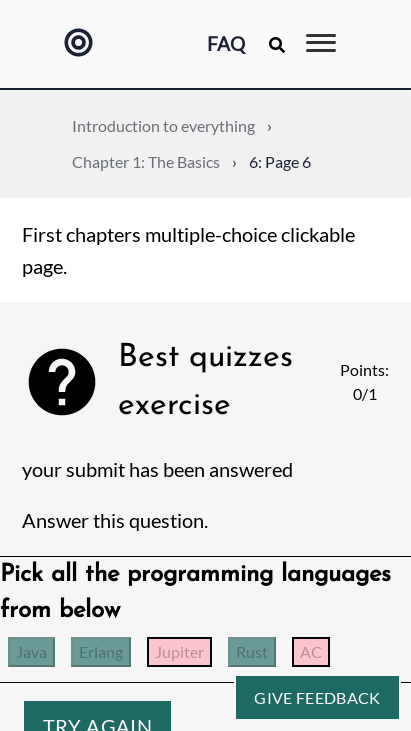 FAQ
Introduction to everything ›
Chapter 1: The Basics › 6: Page 6
First chapters multiple-choice clickable
page.
Best quizzes
exercise
Points:
0/1
your submit has been answered
Answer this question.
Pick all the programming languages
from below
Java Erlang Jupiter Rust AC
GIVE FEEDBACK
TRY AGAIN